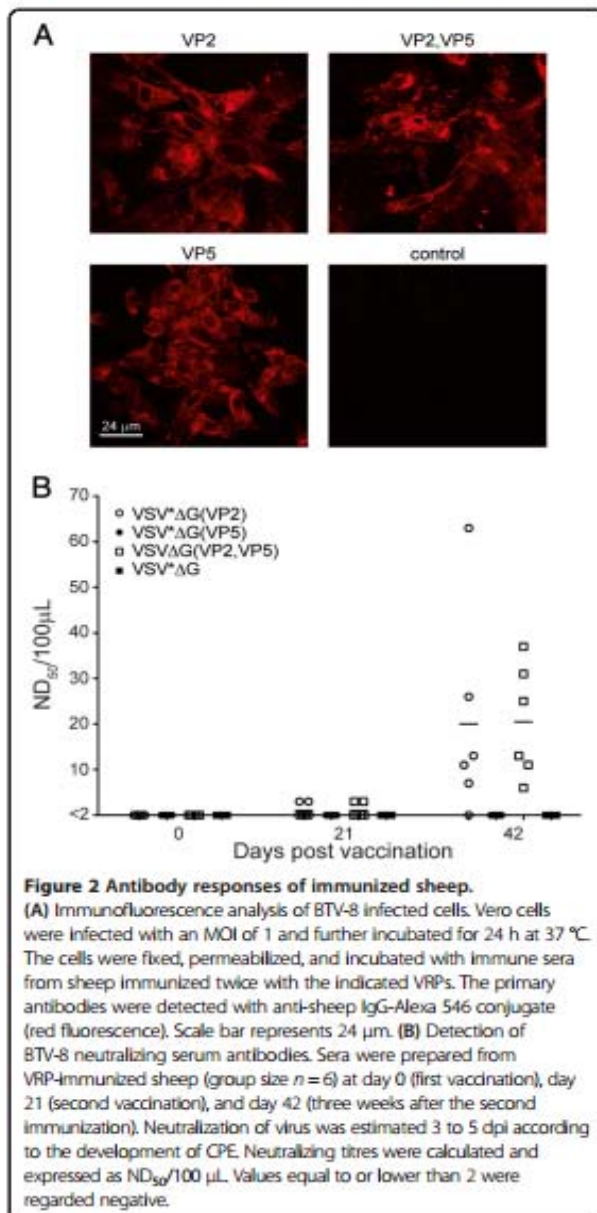 A
VP2
VP2,VP5
VP5
control
24 µm
B
70
60
50
40
30
20
10
<2
ND50/100µL
○ VSV*ΔG(VP2)
• VSV*ΔG(VP5)
□ VSVΔG(VP2,VP5)
▪ VSV*ΔG
0
21
42
Days post vaccination
Figure 2 Antibody responses of immunized sheep.
(A) Immunofluorescence analysis of BTV-8 infected cells. Vero cells
were infected with an MOI of 1 and further incubated for 24 h at 37 °C.
The cells were fixed, permeabilized, and incubated with immune sera
from sheep immunized twice with the indicated VRPs. The primary
antibodies were detected with anti-sheep IgG-Alexa 546 conjugate
(red fluorescence). Scale bar represents 24 µm. (B) Detection of
BTV-8 neutralizing serum antibodies. Sera were prepared from
VRP-immunized sheep (group size n = 6) at day 0 (first vaccination), day
21 (second vaccination), and day 42 (three weeks after the second
immunization). Neutralization of virus was estimated 3 to 5 dpi according
to the development of CPE. Neutralizing titres were calculated and
expressed as ND50/100 µL. Values equal to or lower than 2 were
regarded negative.